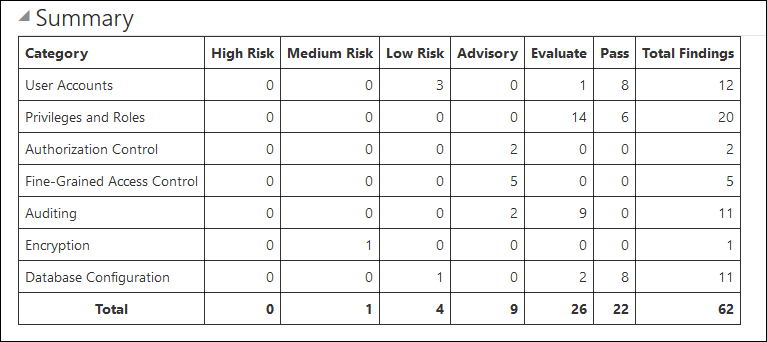 Summary
Category High Risk Medium Risk Low Risk Advisory Evaluate Pass Total Findings
User Accounts 0 0 3 0 1 8 12
Privileges and Roles 0 0 0 0 14 6 20
Authorization Control 0 0 0 2 0 0 2
Fine-Grained Access Control 0 0 0 5 0 0 5
Auditing 0 0 0 2 9 0 11
Encryption 0 1 0 0 0 0 1
Database Configuration 0 0 1 0 2 8 11
Total 0 1 4 9 26 22 62